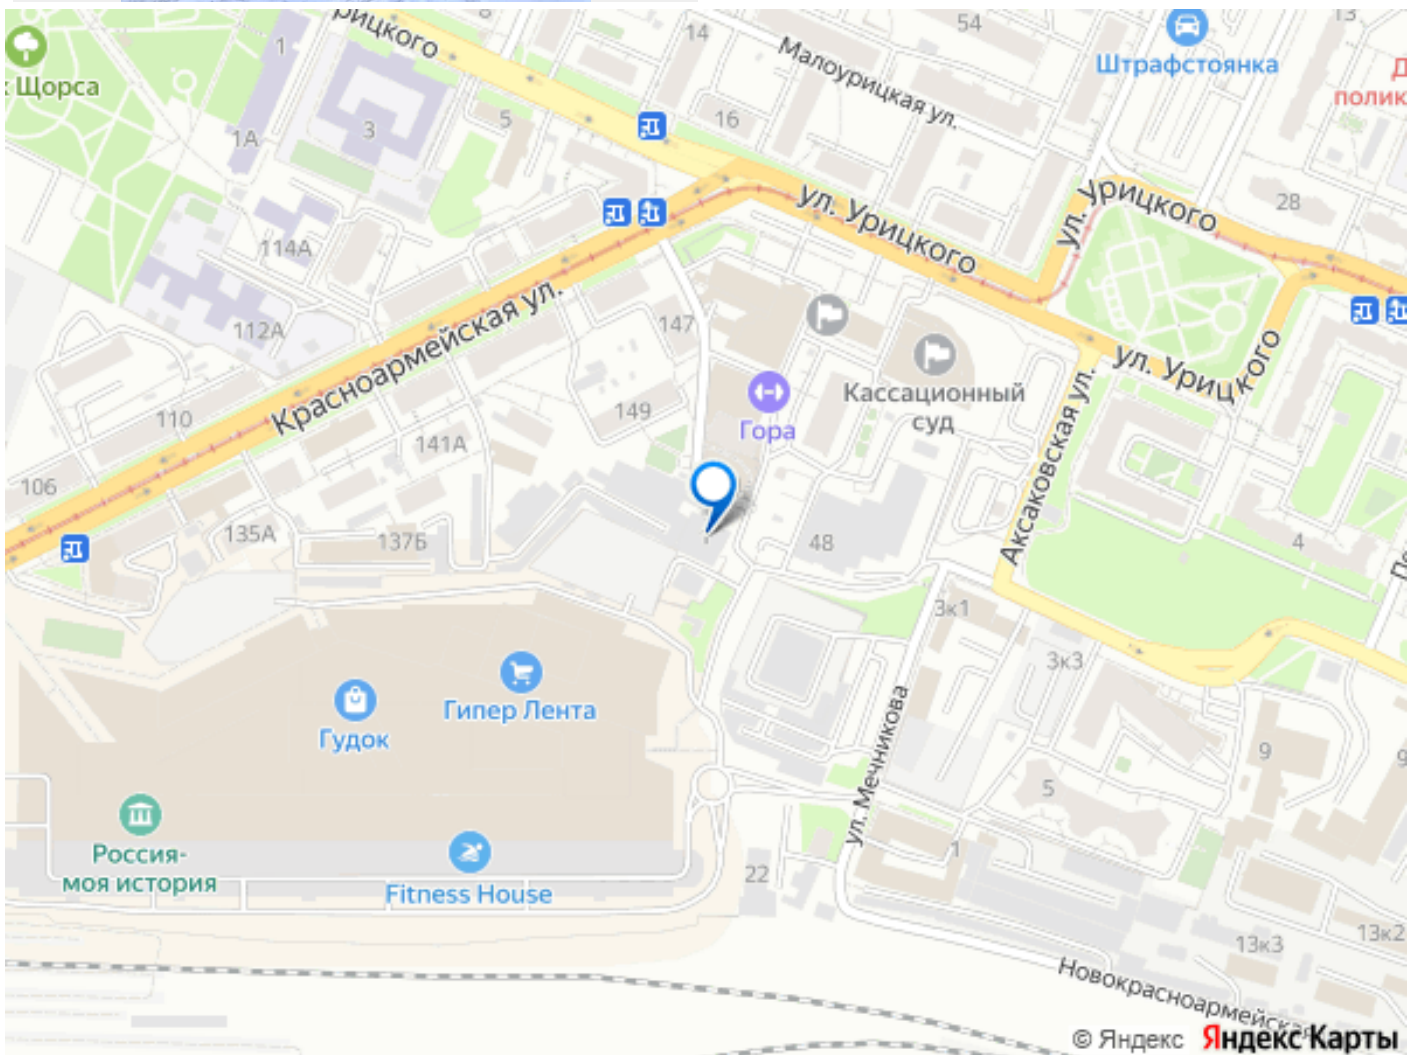 Урицкого
8
14
54
13
Штрафстоянка
Малоурицкая ул.
1
Щорса
1А
3
5
16
полик
ул. Урицкого
ул. Урицкого
28
114А
112А
147
Красноармейская ул.
ул. Урицкого
Кассационный
суд
Гора
149
110
141А
106
Аксаковская ул.
135А
137Б
48
4
3к1
3к3
Гипер Лента
Гудок
ул. Мечникова
9
9
5
Россия-
моя история
Fitness House
22
1
13к3
13к2
Новокрасноармейская
© Яндекс Яндекс Карты